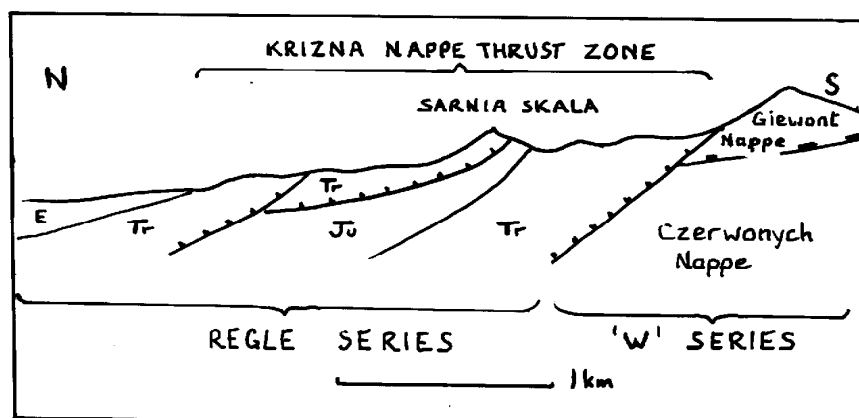 KRIZNA NAPPE THRUST ZONE
N
S
SARNIA SKALA
Giewont
Nappe
Tr
E
Tr
Ju
Tr
Czerwonych
Nappe
REGLE SERIES
'W' SERIES
1km